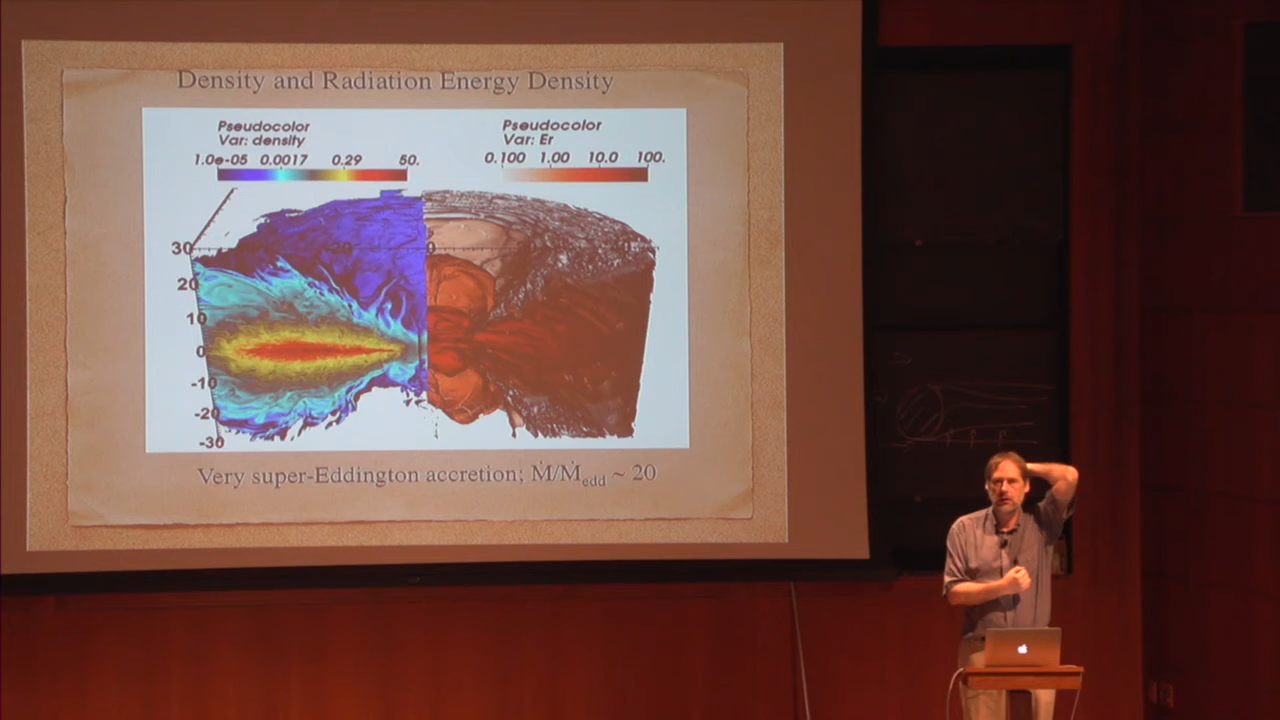 Density and Radiation Energy Density
Pseudocolor
Var: density
1.0e-05 0.0017 0.29 50.
Pseudocolor
Var: Er
0.100 1.00 10.0 100.
30
20
10
0
-10
-20
-30
-20
0
Very super-Eddington accretion; Ṁ/Ṁedd ~ 20